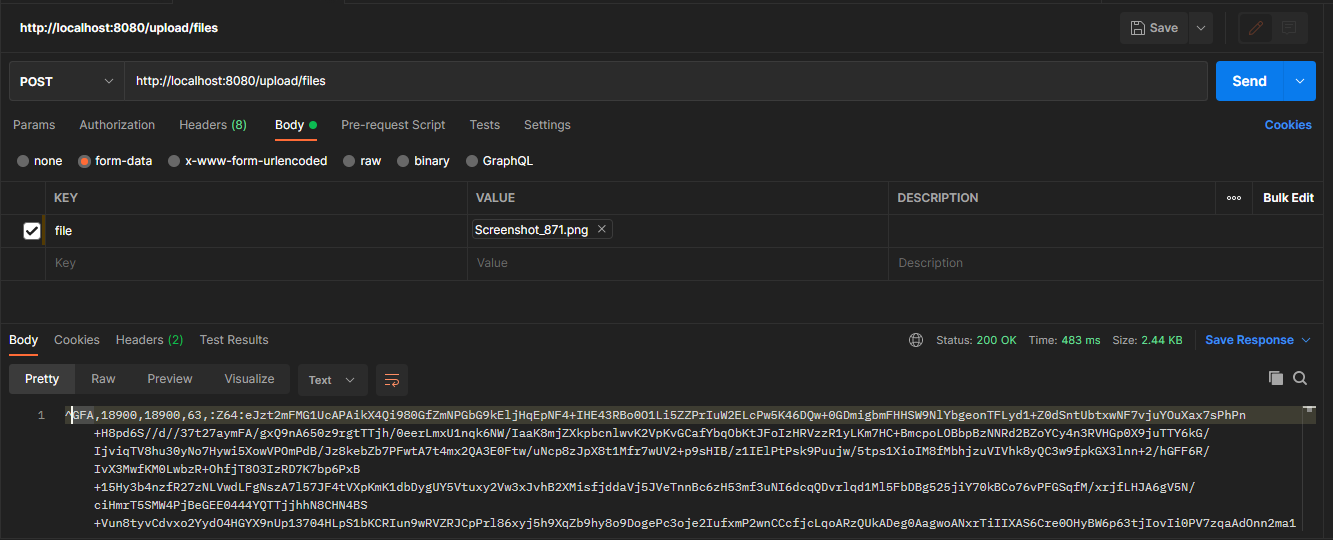 http://localhost:8080/upload/files
Save
POST
http://localhost:8080/upload/files
Send
Params Authorization Headers (8) Body Pre-request Script Tests Settings Cookies
none form-data x-www-form-urlencoded raw binary GraphQL
KEY VALUE DESCRIPTION ooo Bulk Edit
file Screenshot_871.png ×
Key Value Description
Body Cookies Headers (2) Test Results Status: 200 OK Time: 483 ms Size: 2.44 KB Save Response
Pretty Raw Preview Visualize Text
1 ^GFA,18900,18900,63,:Z64:eJzt2mFMG1UcAPAikX4Qi980GfZmNPGbG9kEljHqEpNF4+IHE43RBo0O1Li5ZZPrIuW2ELcPw5K46DQw+0GDmigbmFHHSW9NlYbgeonTFLyd1+Z0dSntUbtxwNF7vjuYOuXax7sPhPn
+H8pd6S//d//37t27aymFA/gxQ9nA650z9rgtTTjh/0eerLmxU1nqk6NW/IaaK8mjZXkpbcnlwvK2VpKvGCafYbqObKtJFoIzHRVzzR1yLKm7HC+BmcpoLOBbpBzNNRd2BZoYCy4n3RVHGp0X9juTTY6kG/
IjviqTV8hu30yNo7Hywi5XowVPOmPdB/Jz8kebZb7PFwtA7t4mx2QA3E0Ftw/uNcp8zJpX8t1Mfr7wUV2+p9sHIB/z1IElPtPsk9Puujw/5tps1XioIM8fMbhjzuVIVhk8yQC3w9fpkGX3lnn+2/hGFF6R/
IvX3MwfKM0LwbzR+OhfjT8O3IzRD7K7bp6PxB
+15Hy3b4nzfR27zNLVwdLFgNszA7l57JF4tVXpKmK1dbDygUY5Vtuxy2Vw3xJvhB2XMisfjddaVj5JVeTnnBc6zH53mf3uNI6dcqQDvrlqd1Ml5FbDBg525jiY70kBCo76vPFGSqfM/xrjfLHJA6gV5N/
ciHmrT5SMW4PjBeGEE0444YQTTjjhhN8CHN4BS
+Vun8tyvCdvxo2YydO4HGYX9nUp13704HLpS1bKCRIun9wRVZRJCpPrl86xyj5h9XqZb9hy8o9DogePc3oje2IufxmP2wnCCcfjcLqoARzQUkADeg0AagwoANxrTiIIXAS6Cre0OHyBW6p63tjIovIi0PV7zqaAdOnn2ma1